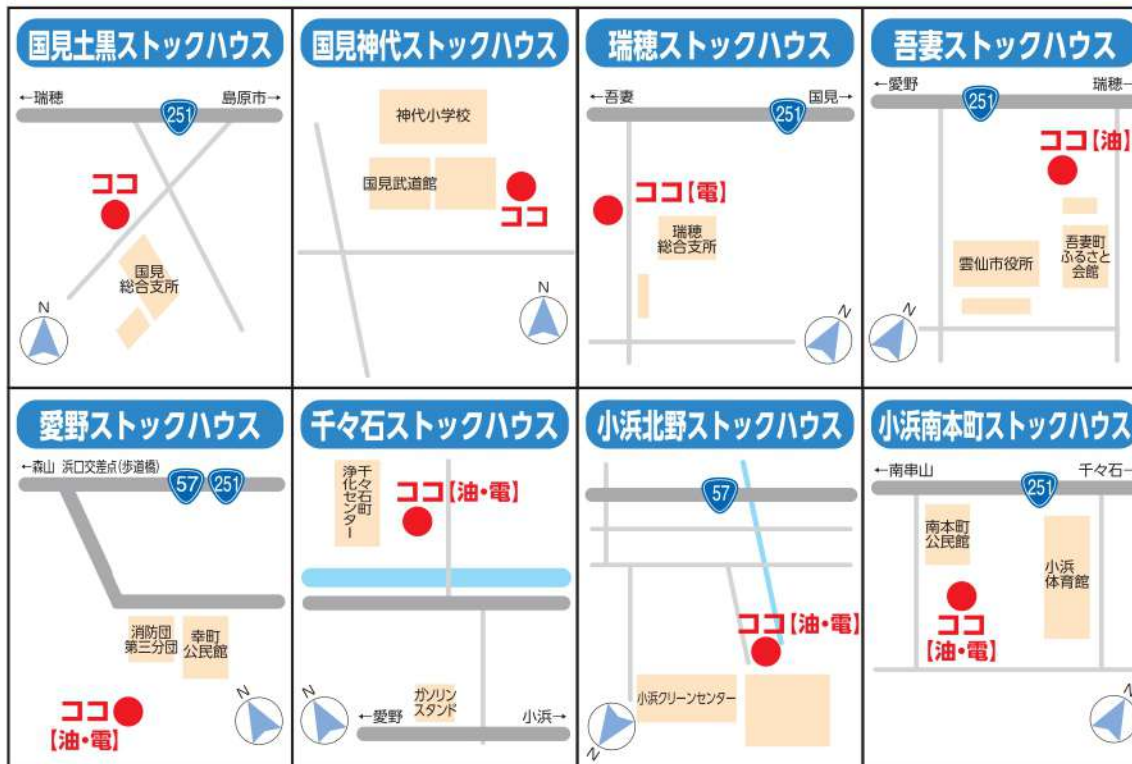 国見土黒ストックハウス
←瑞穂
島原市→
251
ココ
国見
総合支所
N
国見神代ストックハウス
神代小学校
国見武道館
ココ
N
瑞穂ストックハウス
←吾妻
国見→
251
ココ【電】
瑞穂
総合支所
N
吾妻ストックハウス
←愛野
瑞穂→
251
ココ【油】
雲仙市役所
吾妻町
ふるさと
会館
N
愛野ストックハウス
←森山 浜口交差点(歩道橋)
57
251
消防団
第三分団
幸町
公民館
ココ
【油・電】
N
千々石ストックハウス
千々石町
浄化センター
ココ【油・電】
ガソリン
スタンド
←愛野
小浜→
N
小浜北野ストックハウス
57
ココ【油・電】
小浜クリーンセンター
N
小浜南本町ストックハウス
←南串山
千々石→
251
南本町
公民館
小浜
体育館
ココ
【油・電】
N